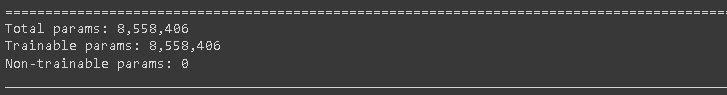 Total params: 8,558,406
Trainable params: 8,558,406
Non-trainable params: 0